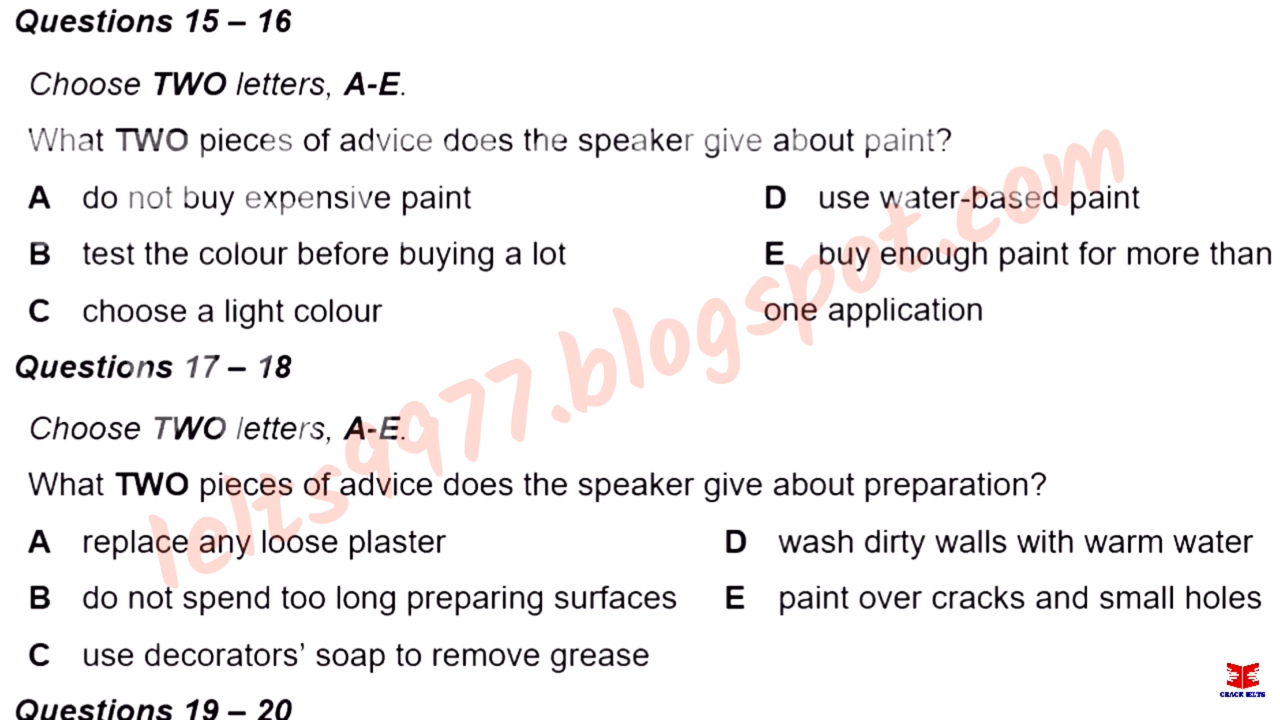 Questions 15 – 16
Choose TWO letters, A-E.
What TWO pieces of advice does the speaker give about paint?
A do not buy expensive paint
B test the colour before buying a lot
C choose a light colour
D use water-based paint
E buy enough paint for more than
one application
Questions 17 – 18
Choose TWO letters, A-E.
What TWO pieces of advice does the speaker give about preparation?
A replace any loose plaster
B do not spend too long preparing surfaces
C use decorators’ soap to remove grease
D wash dirty walls with warm water
E paint over cracks and small holes
Questions 19 – 20
Ielts9977.blogspot.com
CRACK IELTS